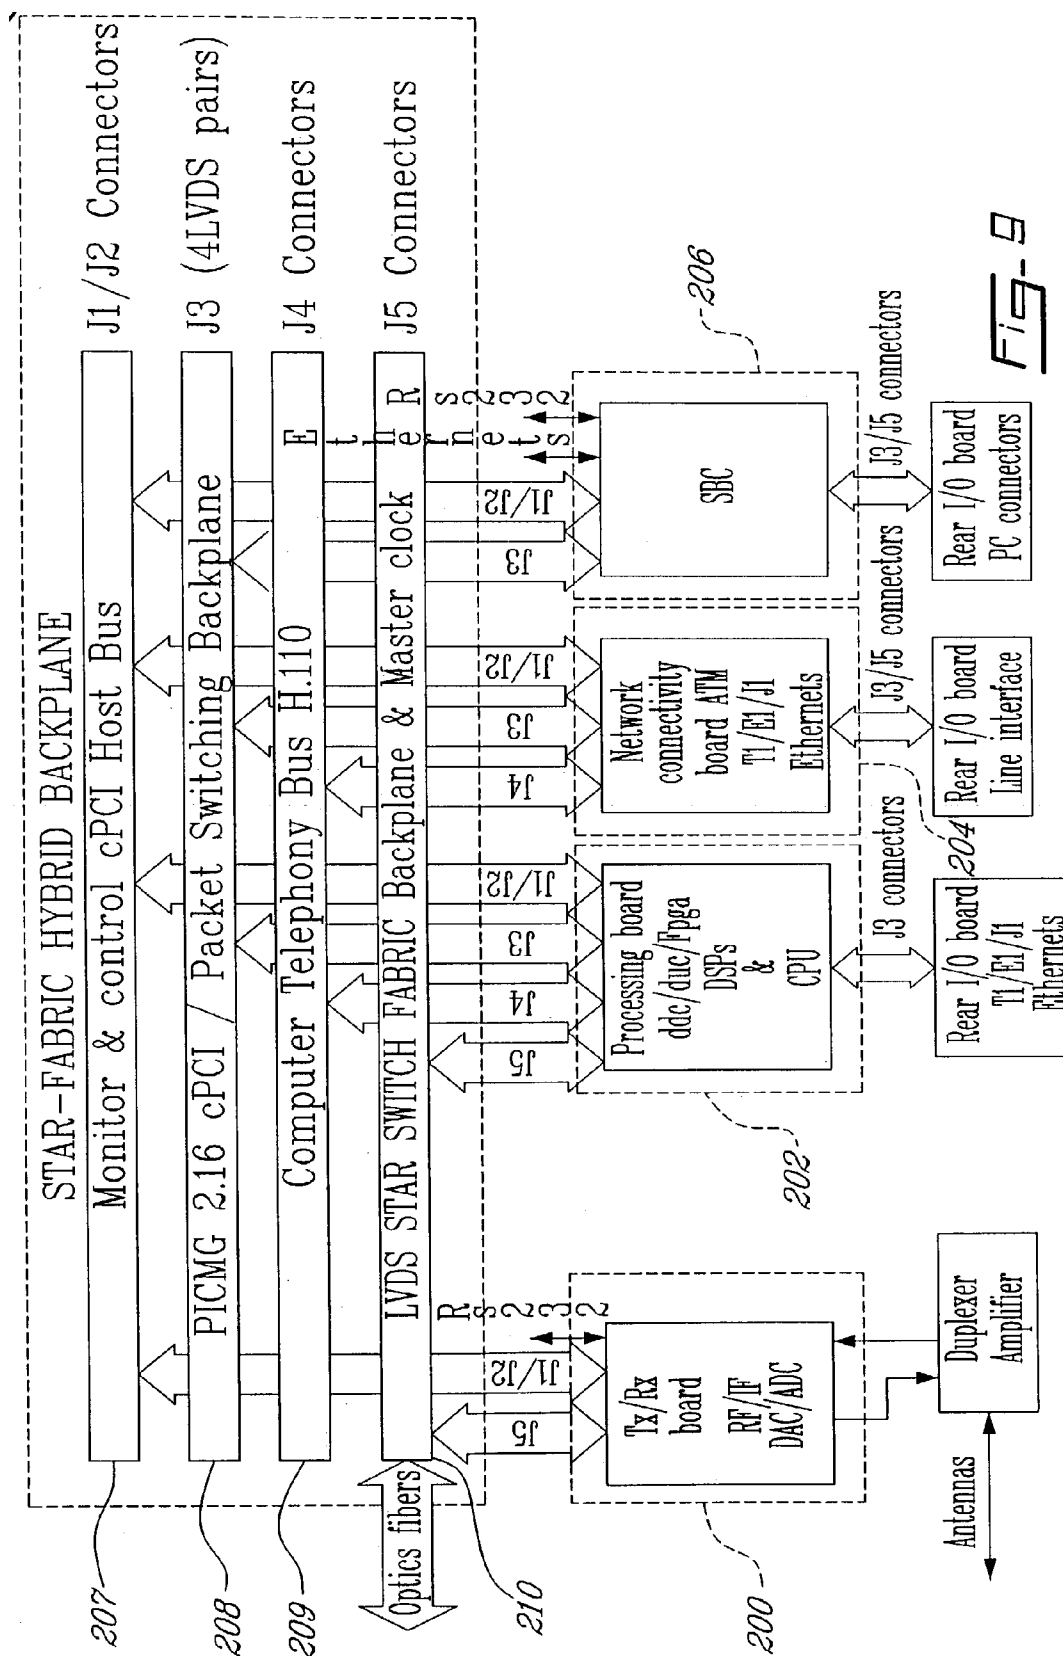 STAR-FABRIC HYBRID BACKPLANE
Monitor & control cPCI Host Bus
J1/J2 Connectors
PICMG 2.16 cPCI / Packet Switching Backplane
J3 (4LVDS pairs)
Computer Telephony Bus H.110
J4 Connectors
LVDS STAR SWITCH FABRIC Backplane & Master clock
J5 Connectors
207
208
209
Optics fibers
210
J5
J1/J2
Rs232
J5
J4
J3
J1/J2
J4
J3
J1/J2
J3
J1/J2
Ethernets
Rs232
Tx/Rx
board
RF/IF
DAC/ADC
200
Processing board
ddc/duc/Fpga
DSPs
&
CPU
202
Network
connectivity
board ATM
T1/E1/J1
Ethernets
204
SBC
206
Antennas
Duplexer
Amplifier
J3 connectors
Rear I/O board
T1/E1/J1
Ethernets
J3/J5 connectors
Rear I/O board
Line interface
J3/J5 connectors
Rear I/O board
PC connectors
Fig-9